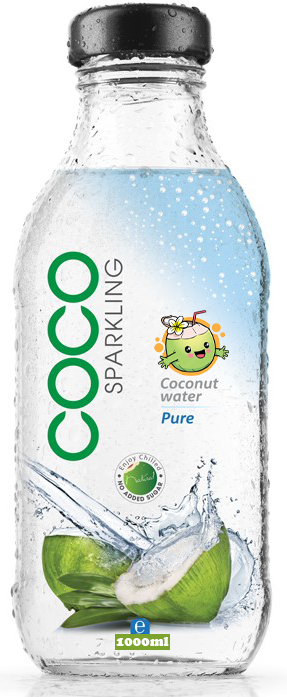 COCO
SPARKLING
Coconut
water
Pure
Enjoy Chilled
Natural
NO ADDED SUGAR
e
1000ml